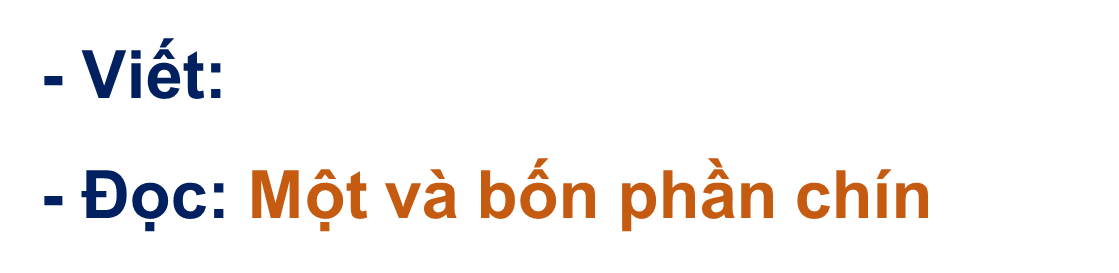 - Viết:
- Đọc: Một và bốn phần chín